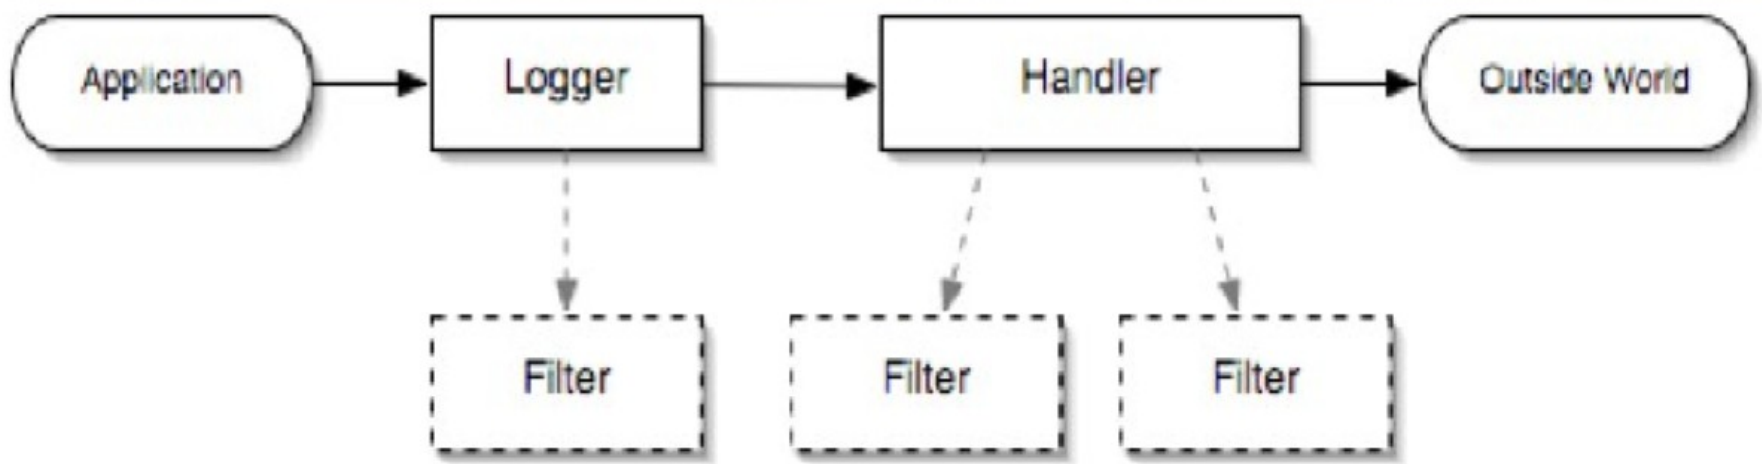 Application
Logger
Handler
Outside World
Filter
Filter
Filter